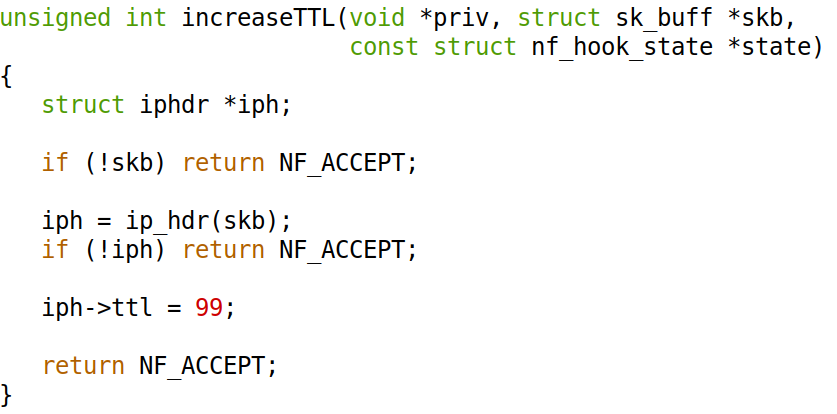 unsigned int increaseTTL(void *priv, struct sk_buff *skb,
                         const struct nf_hook_state *state)
{
   struct iphdr *iph;

   if (!skb) return NF_ACCEPT;

   iph = ip_hdr(skb);
   if (!iph) return NF_ACCEPT;

   iph->ttl = 99;

   return NF_ACCEPT;
}